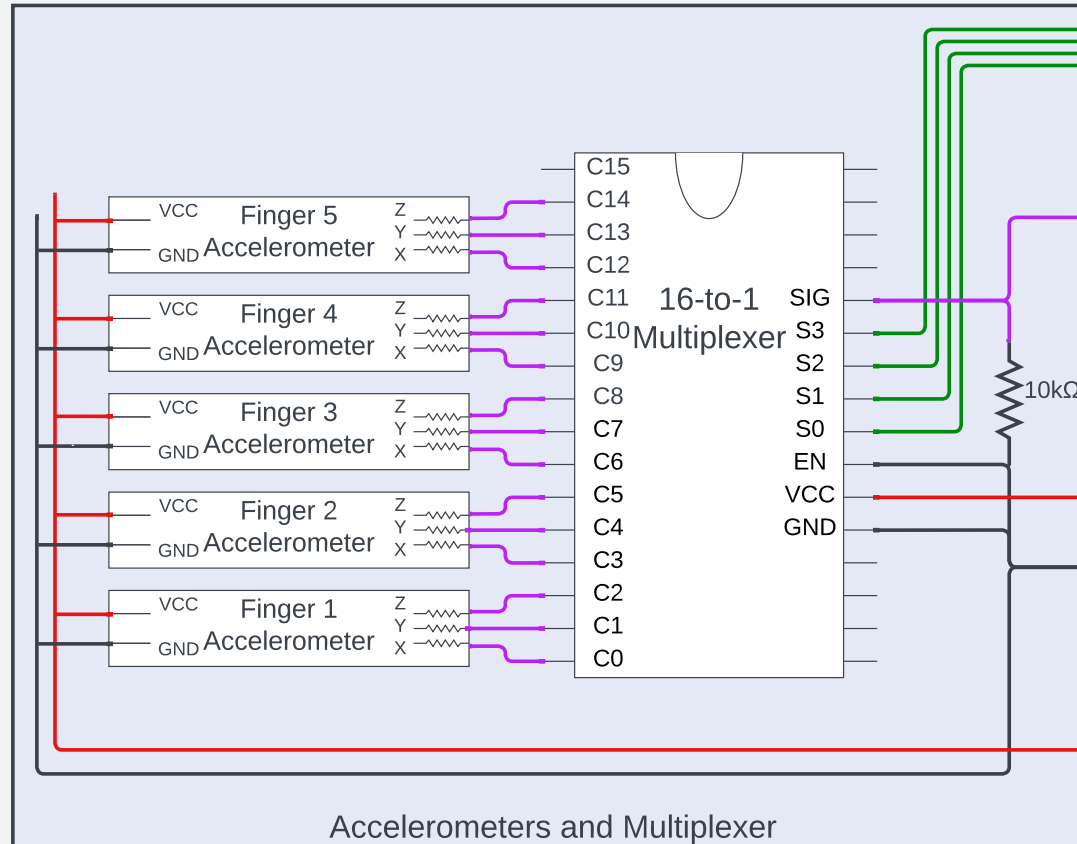 VCC
GND
Finger 5
Accelerometer
Z
Y
X
VCC
GND
Finger 4
Accelerometer
Z
Y
X
VCC
GND
Finger 3
Accelerometer
Z
Y
X
VCC
GND
Finger 2
Accelerometer
Z
Y
X
VCC
GND
Finger 1
Accelerometer
Z
Y
X
C15
C14
C13
C12
C11
C10
C9
C8
C7
C6
C5
C4
C3
C2
C1
C0
16-to-1
Multiplexer
SIG
S3
S2
S1
S0
EN
VCC
GND
10kΩ
Accelerometers and Multiplexer